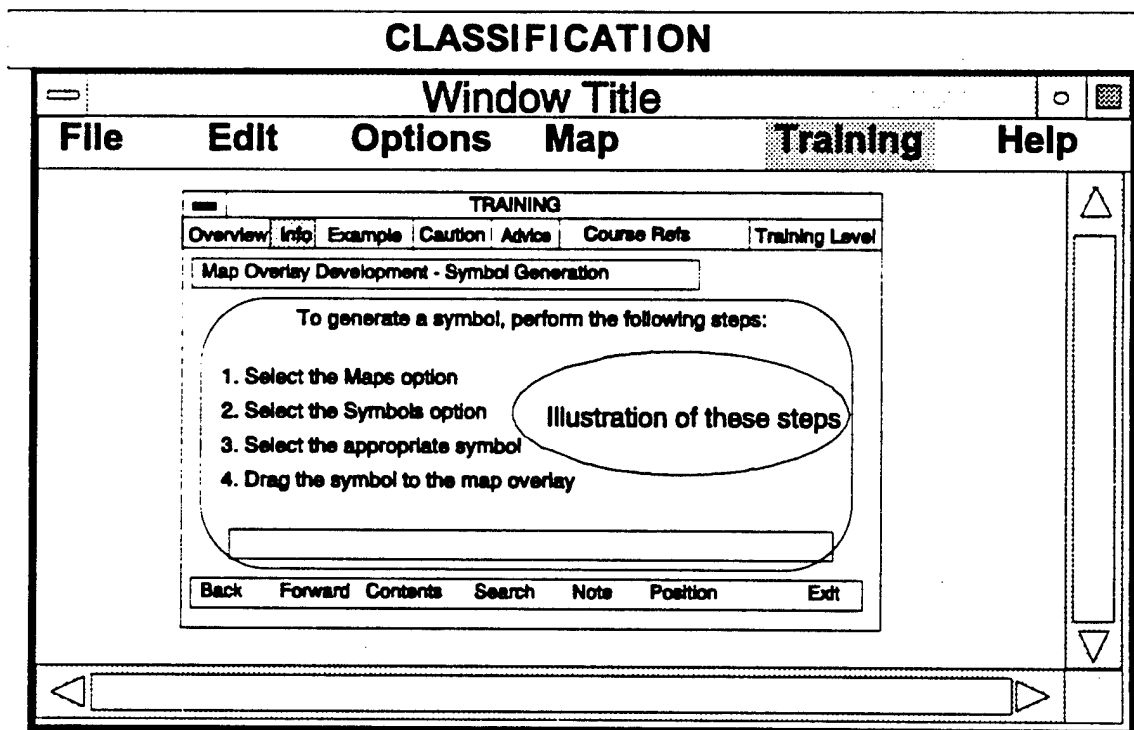 CLASSIFICATION
Window Title
File Edit Options Map Training Help
TRAINING
Overview Info Example Caution Advice Course Refs Training Level
Map Overlay Development - Symbol Generation
To generate a symbol, perform the following steps:
1. Select the Maps option
2. Select the Symbols option
3. Select the appropriate symbol
4. Drag the symbol to the map overlay
Illustration of these steps
Back Forward Contents Search Note Position Exit